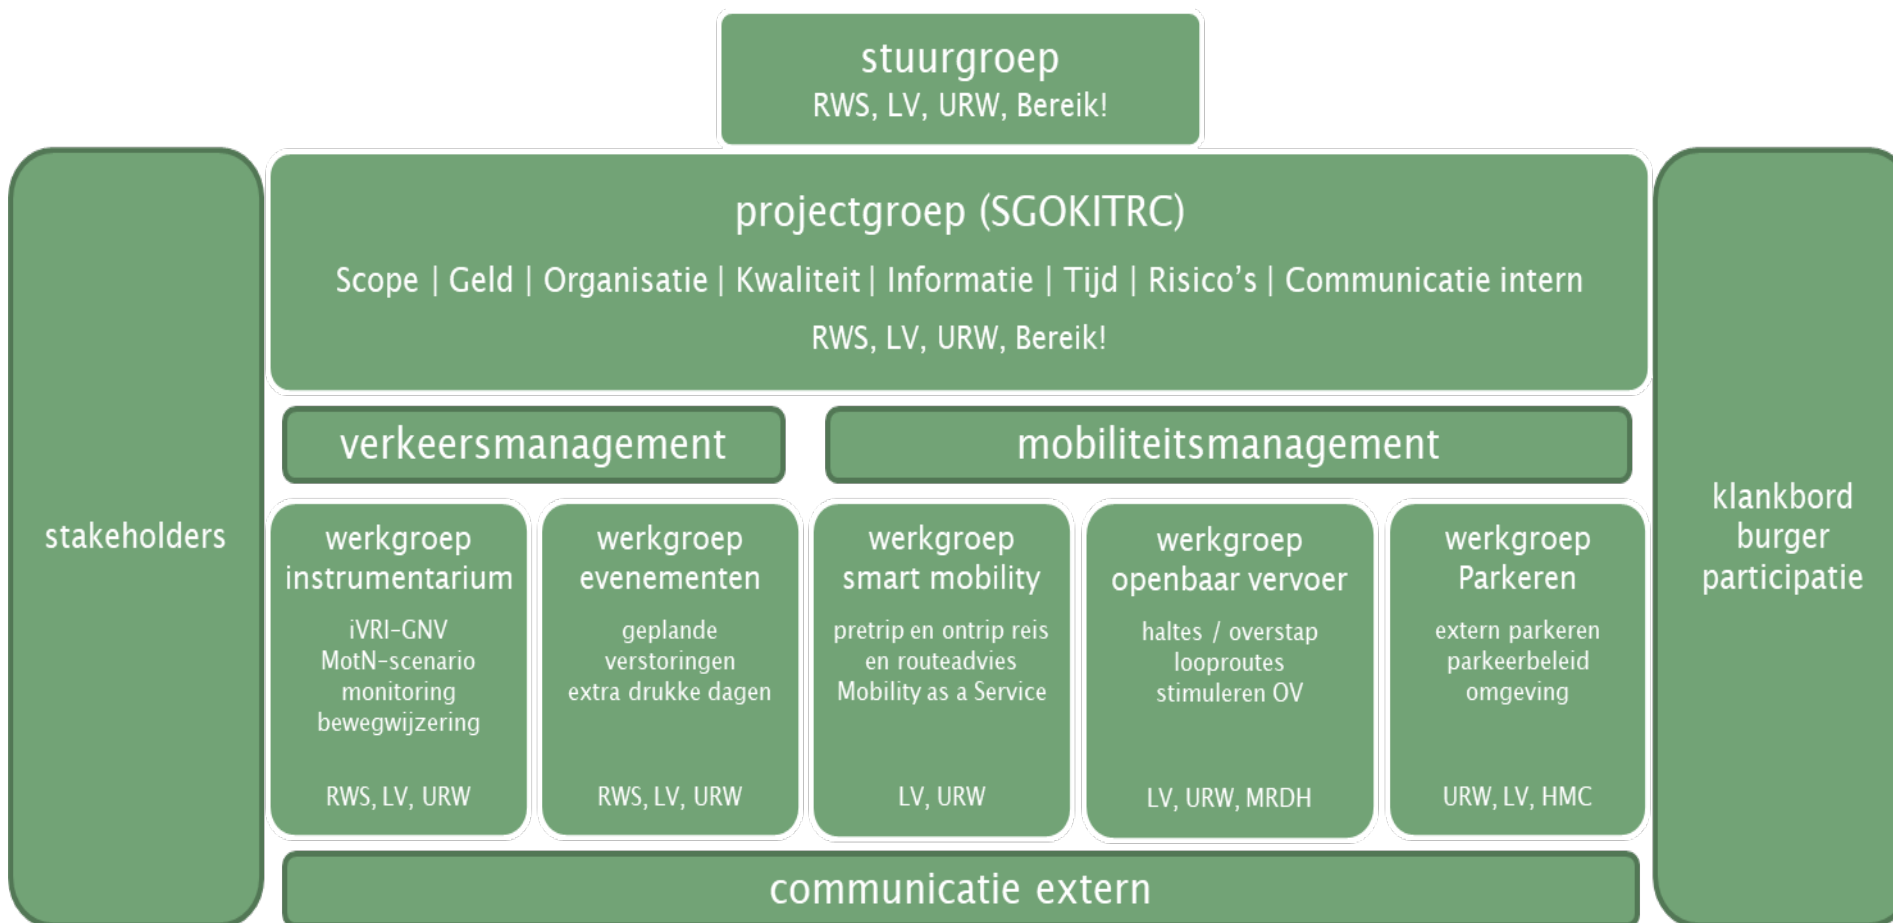 stuurgroep
RWS, LV, URW, Bereik!
projectgroep (SGOKITRC)
Scope | Geld | Organisatie | Kwaliteit | Informatie | Tijd | Risico's | Communicatie intern
RWS, LV, URW, Bereik!
stakeholders
verkeersmanagement
mobiliteitsmanagement
werkgroep
instrumentarium
iVRI-GNV
MotN-scenario
monitoring
bewegwijzering
RWS, LV, URW
werkgroep
evenementen
geplande
verstoringen
extra drukke dagen
RWS, LV, URW
werkgroep
smart mobility
pretrip en ontrip reis
en routeadvies
Mobility as a Service
LV, URW
werkgroep
openbaar vervoer
haltes / overstap
looproutes
stimuleren OV
LV, URW, MRDH
werkgroep
Parkeren
extern parkeren
parkeerbeleid
omgeving
URW, LV, HMC
klankbord
burger
participatie
communicatie extern